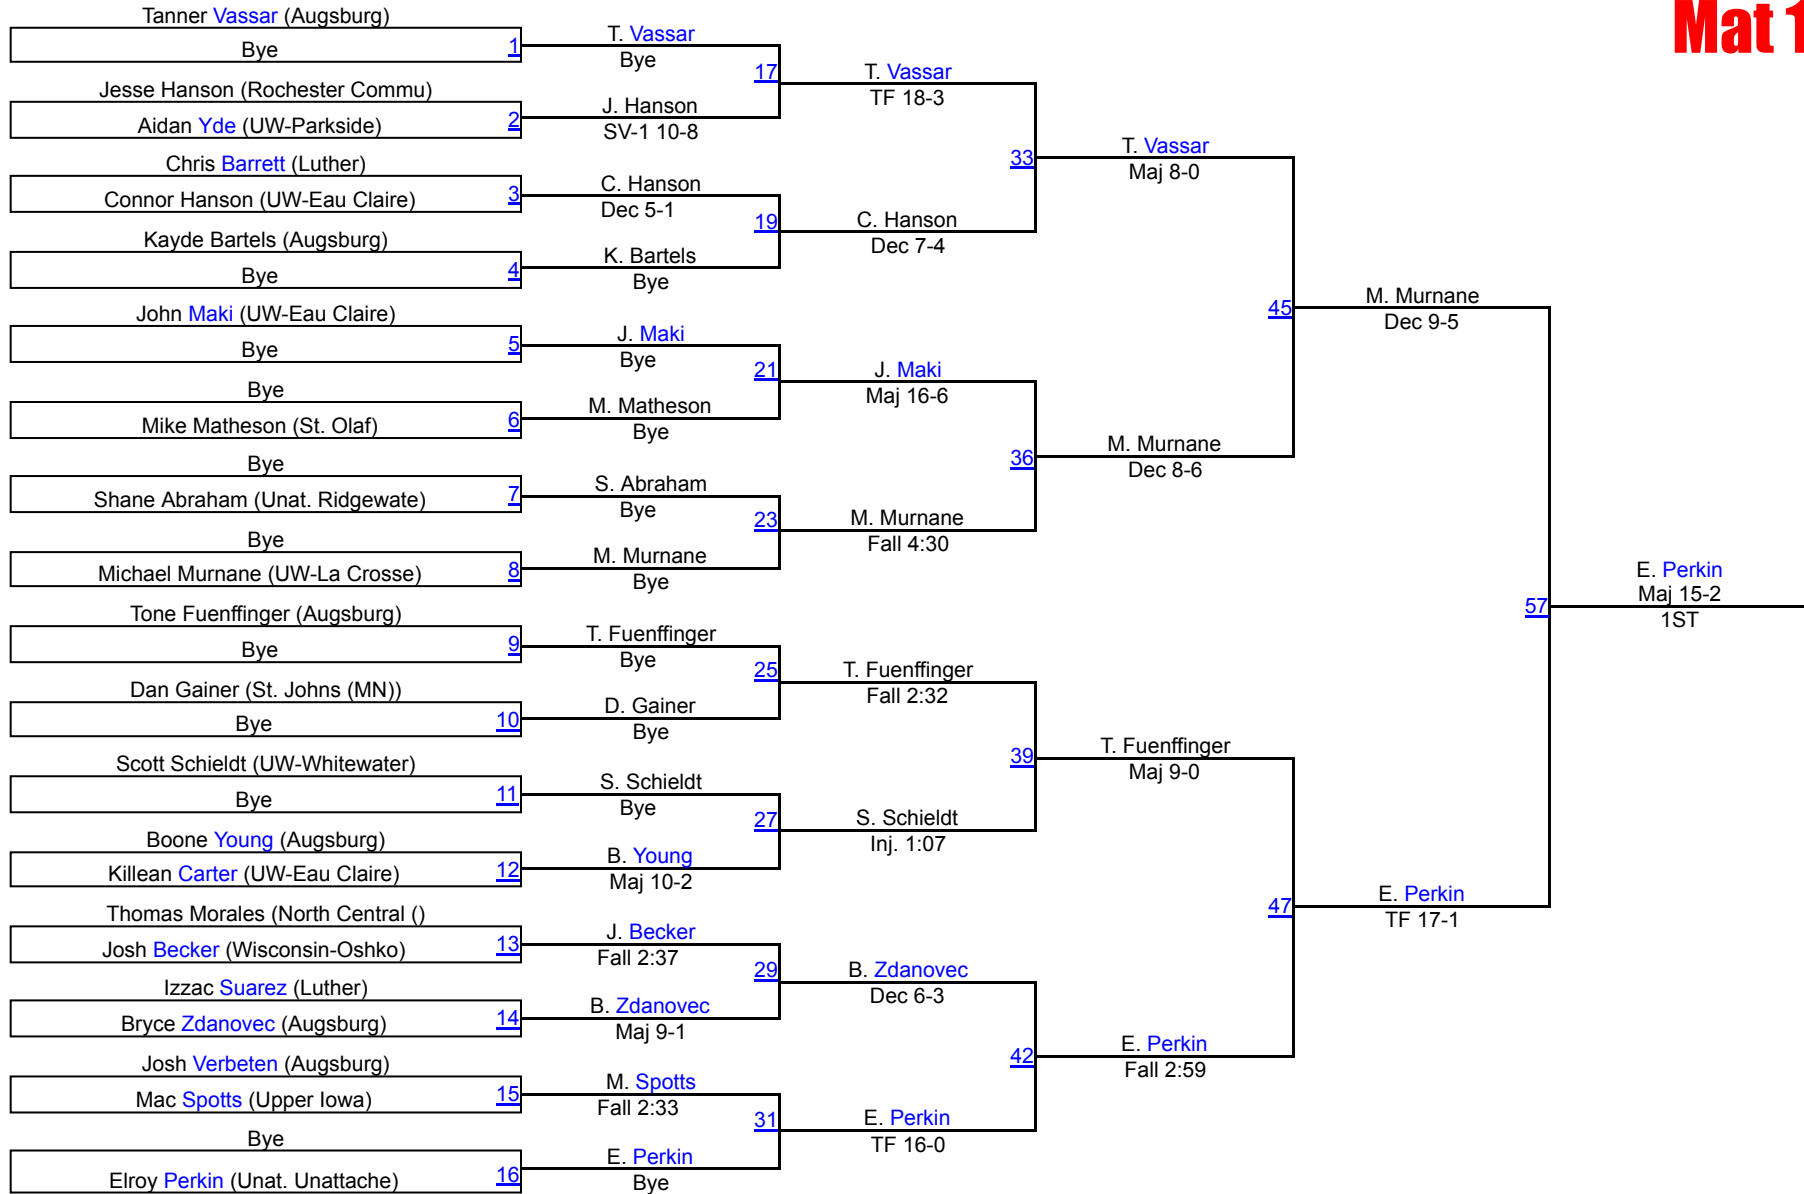 Mat 1
Tanner Vassar (Augsburg)
Bye
1
Jesse Hanson (Rochester Commu)
Aidan Yde (UW-Parkside)
2
Chris Barrett (Luther)
Connor Hanson (UW-Eau Claire)
3
Kayde Bartels (Augsburg)
Bye
4
John Maki (UW-Eau Claire)
Bye
5
Bye
Mike Matheson (St. Olaf)
6
Bye
Shane Abraham (Unat. Ridgewate)
7
Bye
Michael Murnane (UW-La Crosse)
8
Tone Fuenffinger (Augsburg)
Bye
9
Dan Gainer (St. Johns (MN))
Bye
10
Scott Schieldt (UW-Whitewater)
Bye
11
Boone Young (Augsburg)
Killean Carter (UW-Eau Claire)
12
Thomas Morales (North Central ()
Josh Becker (Wisconsin-Oshko)
13
Izzac Suarez (Luther)
Bryce Zdanovec (Augsburg)
14
Josh Verbeten (Augsburg)
Mac Spotts (Upper Iowa)
15
Bye
Elroy Perkin (Unat. Unattache)
16
T. Vassar
Bye
17
J. Hanson
SV-1 10-8
C. Hanson
Dec 5-1
19
K. Bartels
Bye
J. Maki
Bye
21
M. Matheson
Bye
S. Abraham
Bye
23
M. Murnane
Bye
T. Fuenffinger
Bye
25
D. Gainer
Bye
S. Schieldt
Bye
27
B. Young
Maj 10-2
J. Becker
Fall 2:37
29
B. Zdanovec
Maj 9-1
M. Spotts
Fall 2:33
31
E. Perkin
Bye
T. Vassar
TF 18-3
33
C. Hanson
Dec 7-4
J. Maki
Maj 16-6
36
M. Murnane
Fall 4:30
T. Fuenffinger
Fall 2:32
39
S. Schieldt
Inj. 1:07
B. Zdanovec
Dec 6-3
42
E. Perkin
TF 16-0
T. Vassar
Maj 8-0
45
M. Murnane
Dec 8-6
T. Fuenffinger
Maj 9-0
47
E. Perkin
Fall 2:59
M. Murnane
Dec 9-5
57
E. Perkin
TF 17-1
E. Perkin
Maj 15-2
1ST